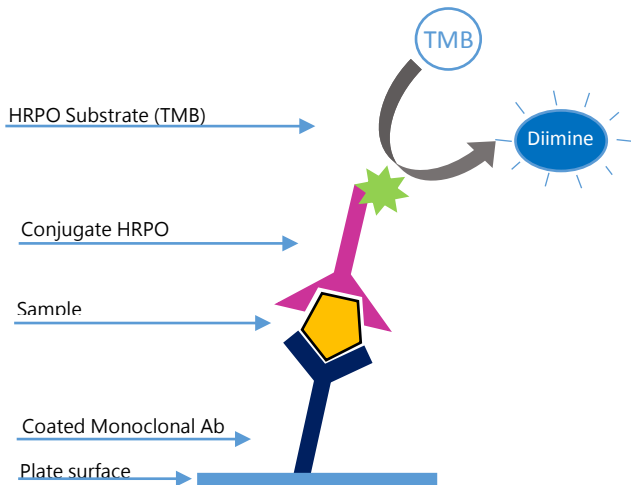 TMB
HRPO Substrate (TMB)
Diimine
Conjugate HRPO
Sample
Coated Monoclonal Ab
Plate surface